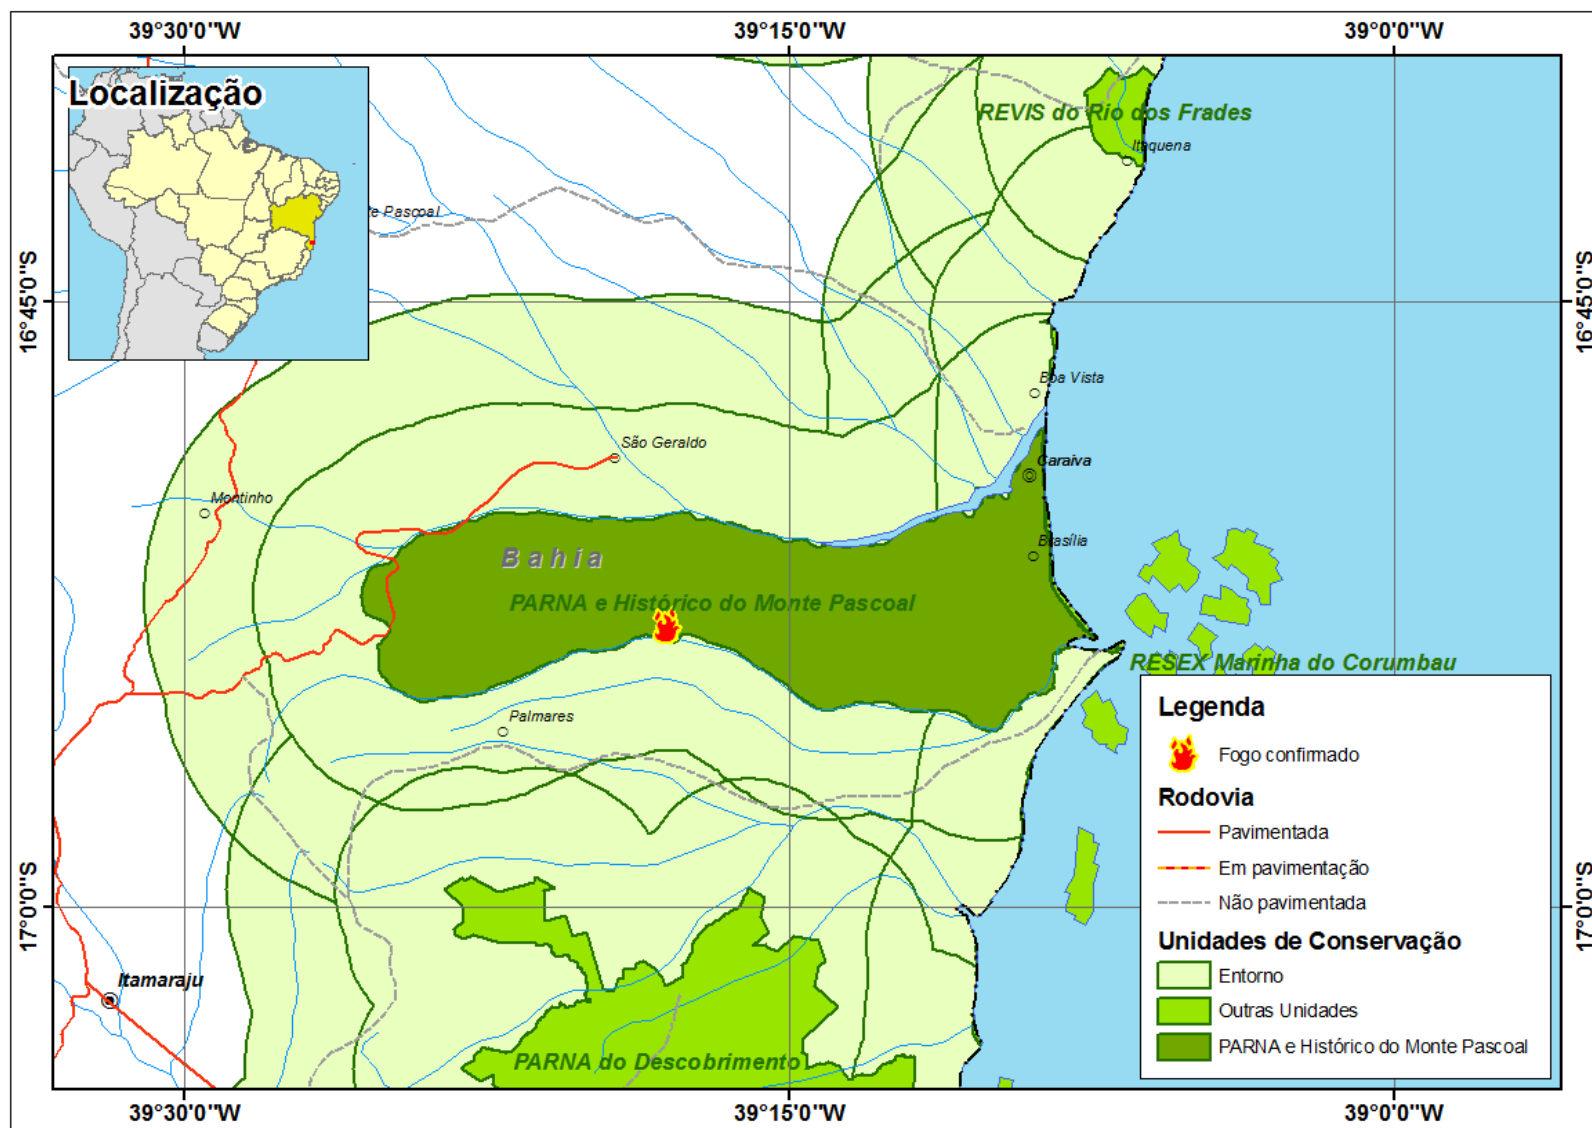 39°30'0"W 39°15'0"W 39°0'0"W
Localização
REVIS do Rio dos Frades
Itaquena
te Pascoal
16°45'0"S 16°45'0"S
Boa Vista
São Geraldo
Caraiva
Montinho
Brasília
Bahia
PARNA e Histórico do Monte Pascoal
RESEX Marinha do Corumbau
Palmares
Legenda
Fogo confirmado
Rodovia
Pavimentada
Em pavimentação
Não pavimentada
Unidades de Conservação
Entorno
Outras Unidades
PARNA e Histórico do Monte Pascoal
17°0'0"S 17°0'0"S
Itamaraju
PARNA do Descobrimento
39°30'0"W 39°15'0"W 39°0'0"W